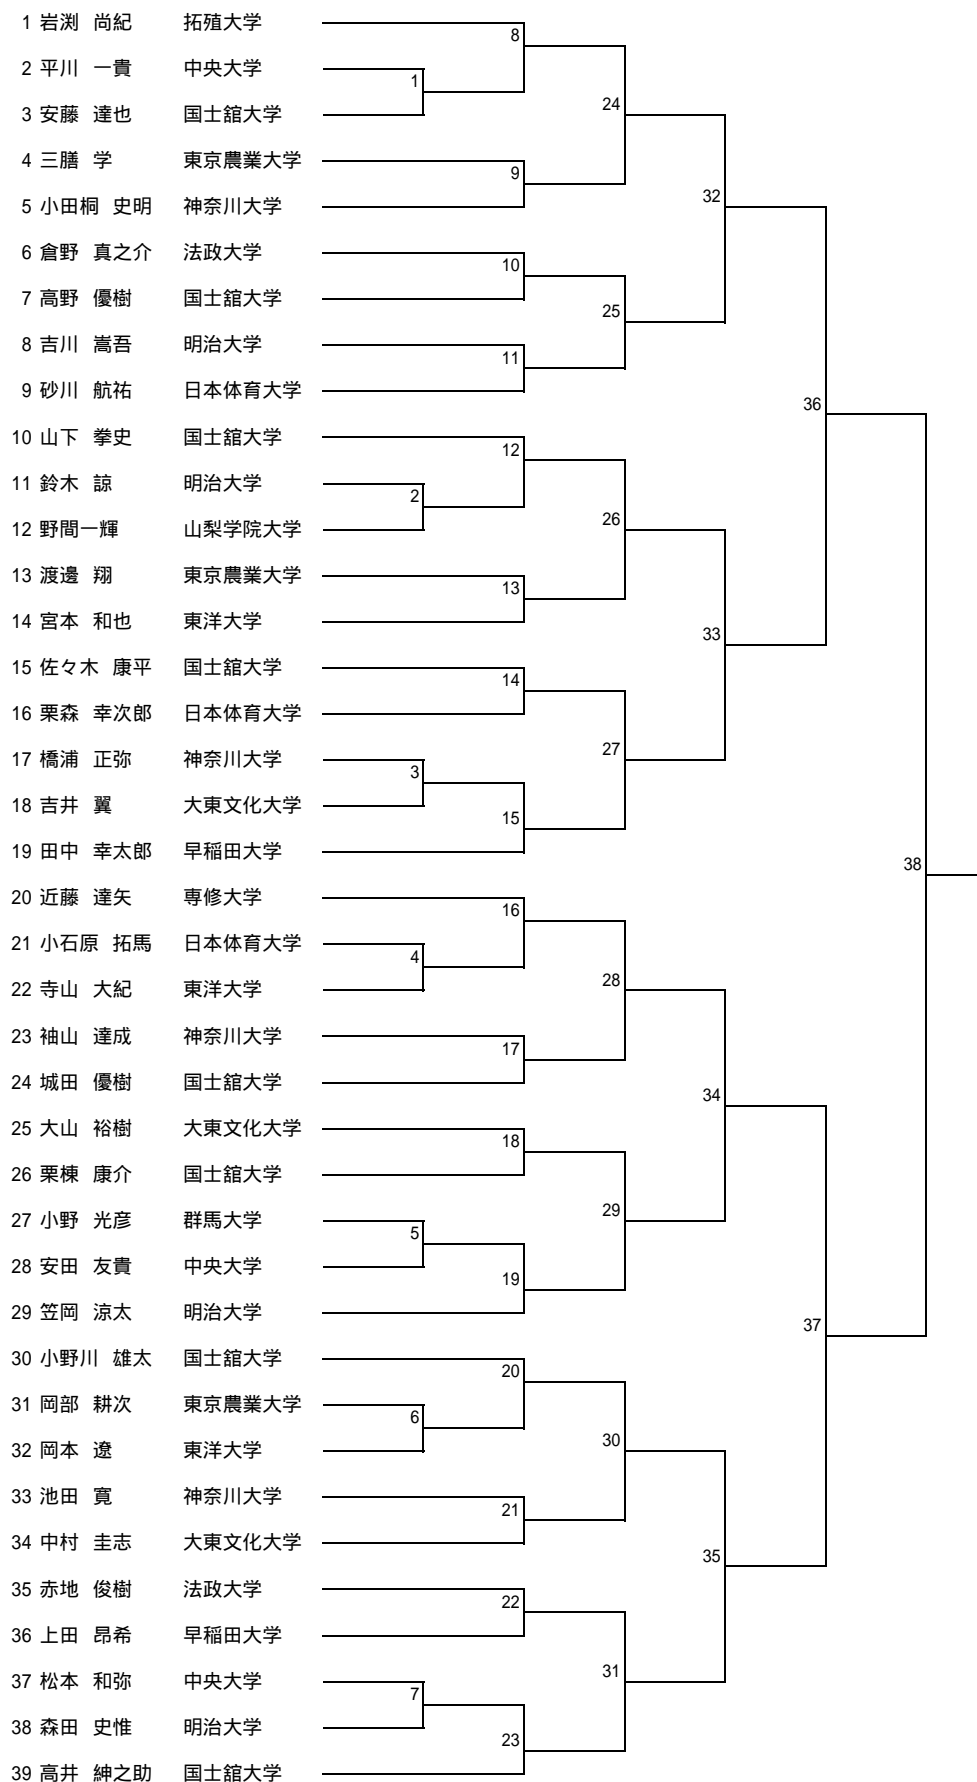 1 岩渕 尚紀 拓殖大学
8
2 平川 一貴 中央大学
1
24
3 安藤 達也 国士舘大学
4 三膳 学 東京農業大学
9
32
5 小田桐 史明 神奈川大学
6 倉野 真之介 法政大学
10
7 高野 優樹 国士舘大学
25
8 吉川 嵩吾 明治大学
11
9 砂川 航祐 日本体育大学
36
10 山下 拳史 国士舘大学
12
11 鈴木 諒 明治大学
2
26
12 野間一輝 山梨学院大学
13 渡邊 翔 東京農業大学
13
14 宮本 和也 東洋大学
33
15 佐々木 康平 国士舘大学
14
16 栗森 幸次郎 日本体育大学
27
17 橋浦 正弥 神奈川大学
3
18 吉井 翼 大東文化大学
15
19 田中 幸太郎 早稲田大学
38
20 近藤 達矢 専修大学
16
21 小石原 拓馬 日本体育大学
4
28
22 寺山 大紀 東洋大学
23 袖山 達成 神奈川大学
17
24 城田 優樹 国士舘大学
34
25 大山 裕樹 大東文化大学
18
26 栗棟 康介 国士舘大学
29
27 小野 光彦 群馬大学
5
28 安田 友貴 中央大学
19
29 笠岡 涼太 明治大学
37
30 小野川 雄太 国士舘大学
20
31 岡部 耕次 東京農業大学
6
30
32 岡本 遼 東洋大学
33 池田 寛 神奈川大学
21
34 中村 圭志 大東文化大学
35
35 赤地 俊樹 法政大学
22
36 上田 昂希 早稲田大学
31
37 松本 和弥 中央大学
7
38 森田 史惟 明治大学
23
39 高井 紳之助 国士舘大学